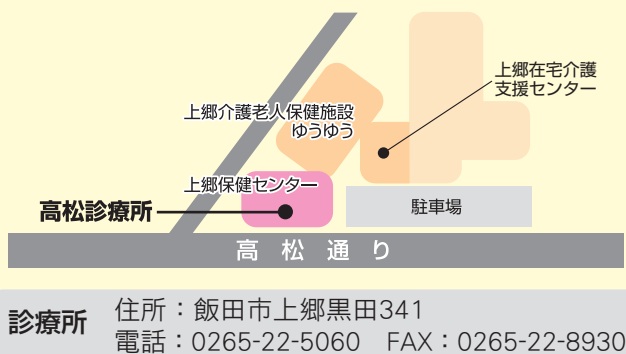 上郷在宅介護
支援センター
上郷介護老人保健施設
ゆうゆう
上郷保健センター
高松診療所
駐車場
高松通り
診療所
住所：飯田市上郷黒田341
電話：0265-22-5060　FAX：0265-22-8930